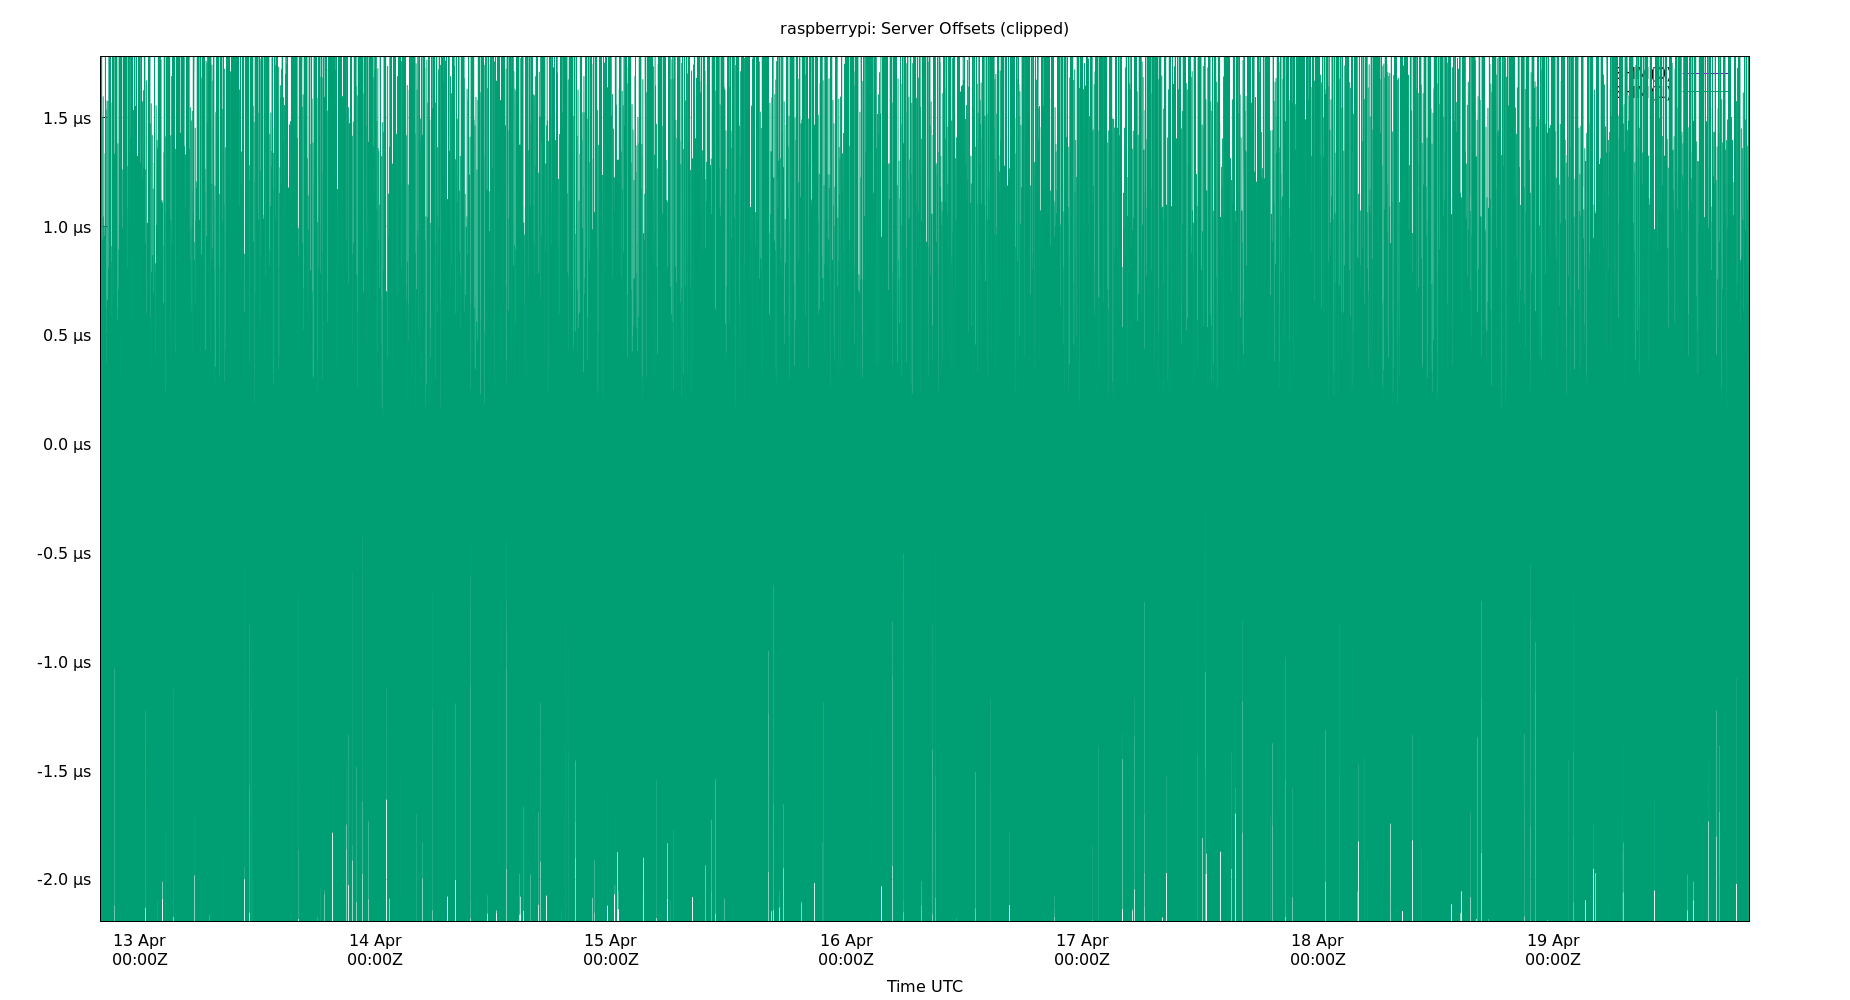 raspberrypi: Server Offsets (clipped)
1.5 µs
1.0 µs
0.5 µs
0.0 µs
-0.5 µs
-1.0 µs
-1.5 µs
-2.0 µs
13 Apr
00:00Z
14 Apr
00:00Z
15 Apr
00:00Z
16 Apr
00:00Z
17 Apr
00:00Z
18 Apr
00:00Z
19 Apr
00:00Z
Time UTC